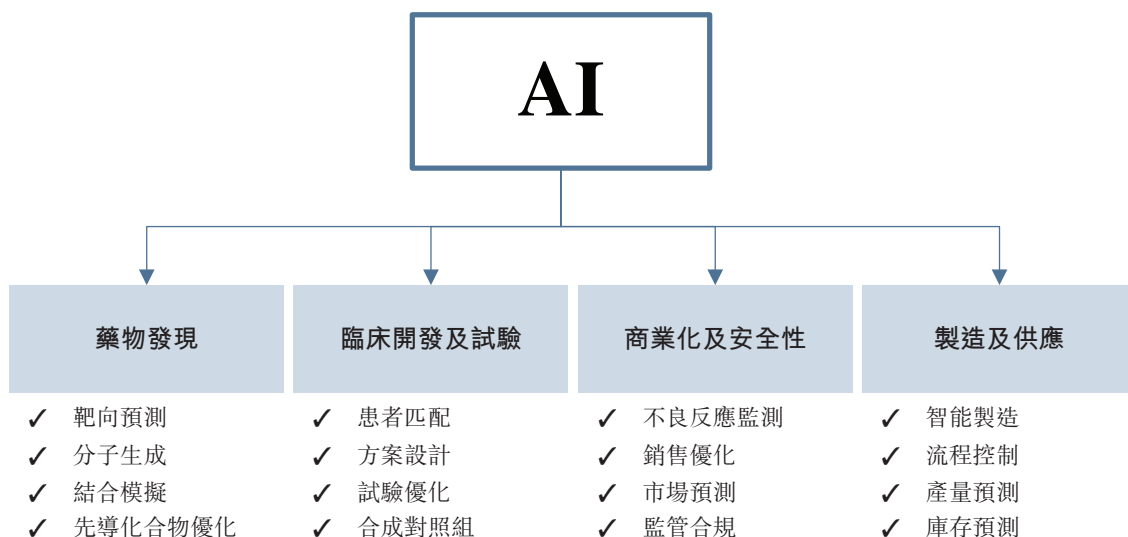 AI
藥物發現
✓ 靶向預測
✓ 分子生成
✓ 結合模擬
✓ 先導化合物優化
臨床開發及試驗
✓ 患者匹配
✓ 方案設計
✓ 試驗優化
✓ 合成對照組
商業化及安全性
✓ 不良反應監測
✓ 銷售優化
✓ 市場預測
✓ 監管合規
製造及供應
✓ 智能製造
✓ 流程控制
✓ 產量預測
✓ 庫存預測